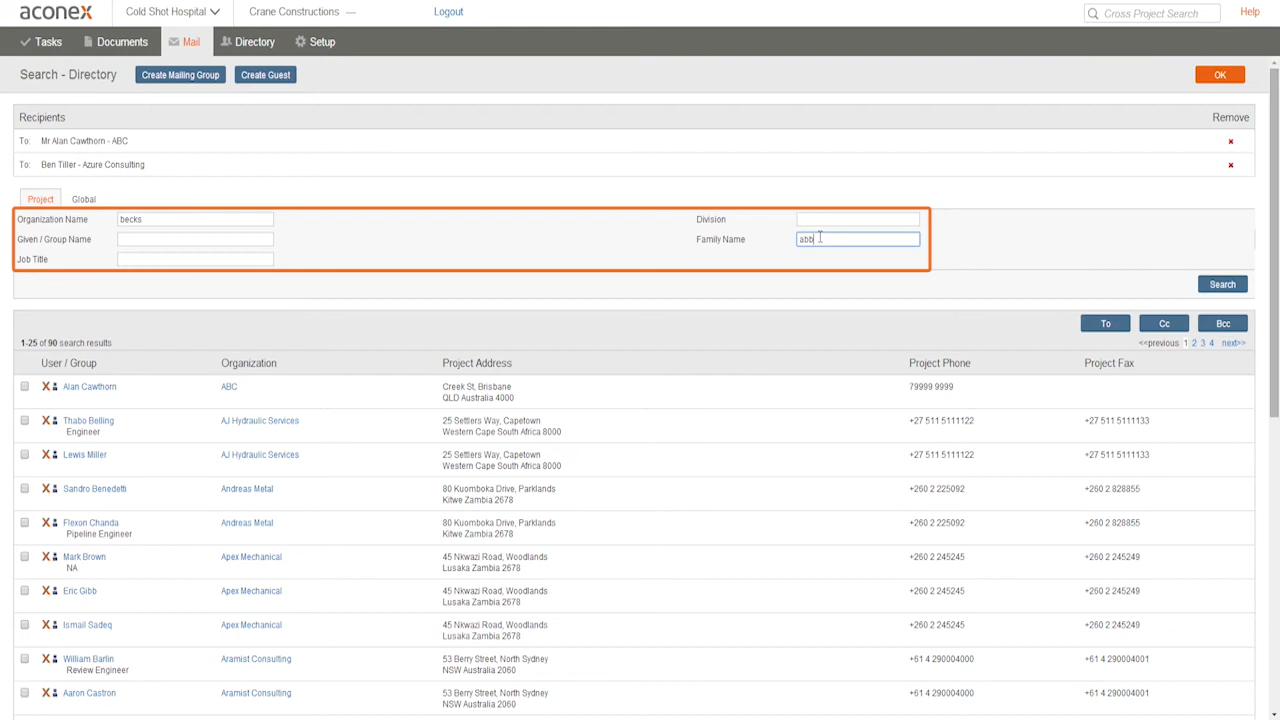 aconex Cold Shot Hospital Crane Constructions — Logout Cross Project Search Help
Tasks Documents Mail Directory Setup
Search - Directory Create Mailing Group Create Guest OK
Recipients Remove
To: Mr Alan Cawthorn - ABC x
To: Ben Tiller - Azure Consulting x
Project Global
Organization Name becks Division
Given / Group Name Family Name abb
Job Title
Search
To Cc Bcc
1-25 of 90 search results <<previous 1 2 3 4 next>>
User / Group Organization Project Address Project Phone Project Fax
X Alan Cawthorn ABC Creek St, Brisbane 79999 9999
QLD Australia 4000
X Thabo Belling AJ Hydraulic Services 25 Settlers Way, Capetown +27 511 5111122 +27 511 5111133
Engineer Western Cape South Africa 8000
X Lewis Miller AJ Hydraulic Services 25 Settlers Way, Capetown +27 511 5111122 +27 511 5111133
Western Cape South Africa 8000
X Sandro Benedetti Andreas Metal 80 Kuomboka Drive, Parklands +260 2 225092 +260 2 828855
Kitwe Zambia 2678
X Flexon Chanda Andreas Metal 80 Kuomboka Drive, Parklands +260 2 225092 +260 2 828855
Pipeline Engineer Kitwe Zambia 2678
X Mark Brown Apex Mechanical 45 Nkwazi Road, Woodlands +260 2 245245 +260 2 245249
NA Lusaka Zambia 2678
X Eric Gibb Apex Mechanical 45 Nkwazi Road, Woodlands +260 2 245245 +260 2 245249
Lusaka Zambia 2678
X Ismail Sadeq Apex Mechanical 45 Nkwazi Road, Woodlands +260 2 245245 +260 2 245249
Lusaka Zambia 2678
X William Barlin Aramist Consulting 53 Berry Street, North Sydney +61 4 290004000 +61 4 290004001
Review Engineer NSW Australia 2060
X Aaron Castron Aramist Consulting 53 Berry Street, North Sydney +61 4 290004000 +61 4 290004001
NSW Australia 2060